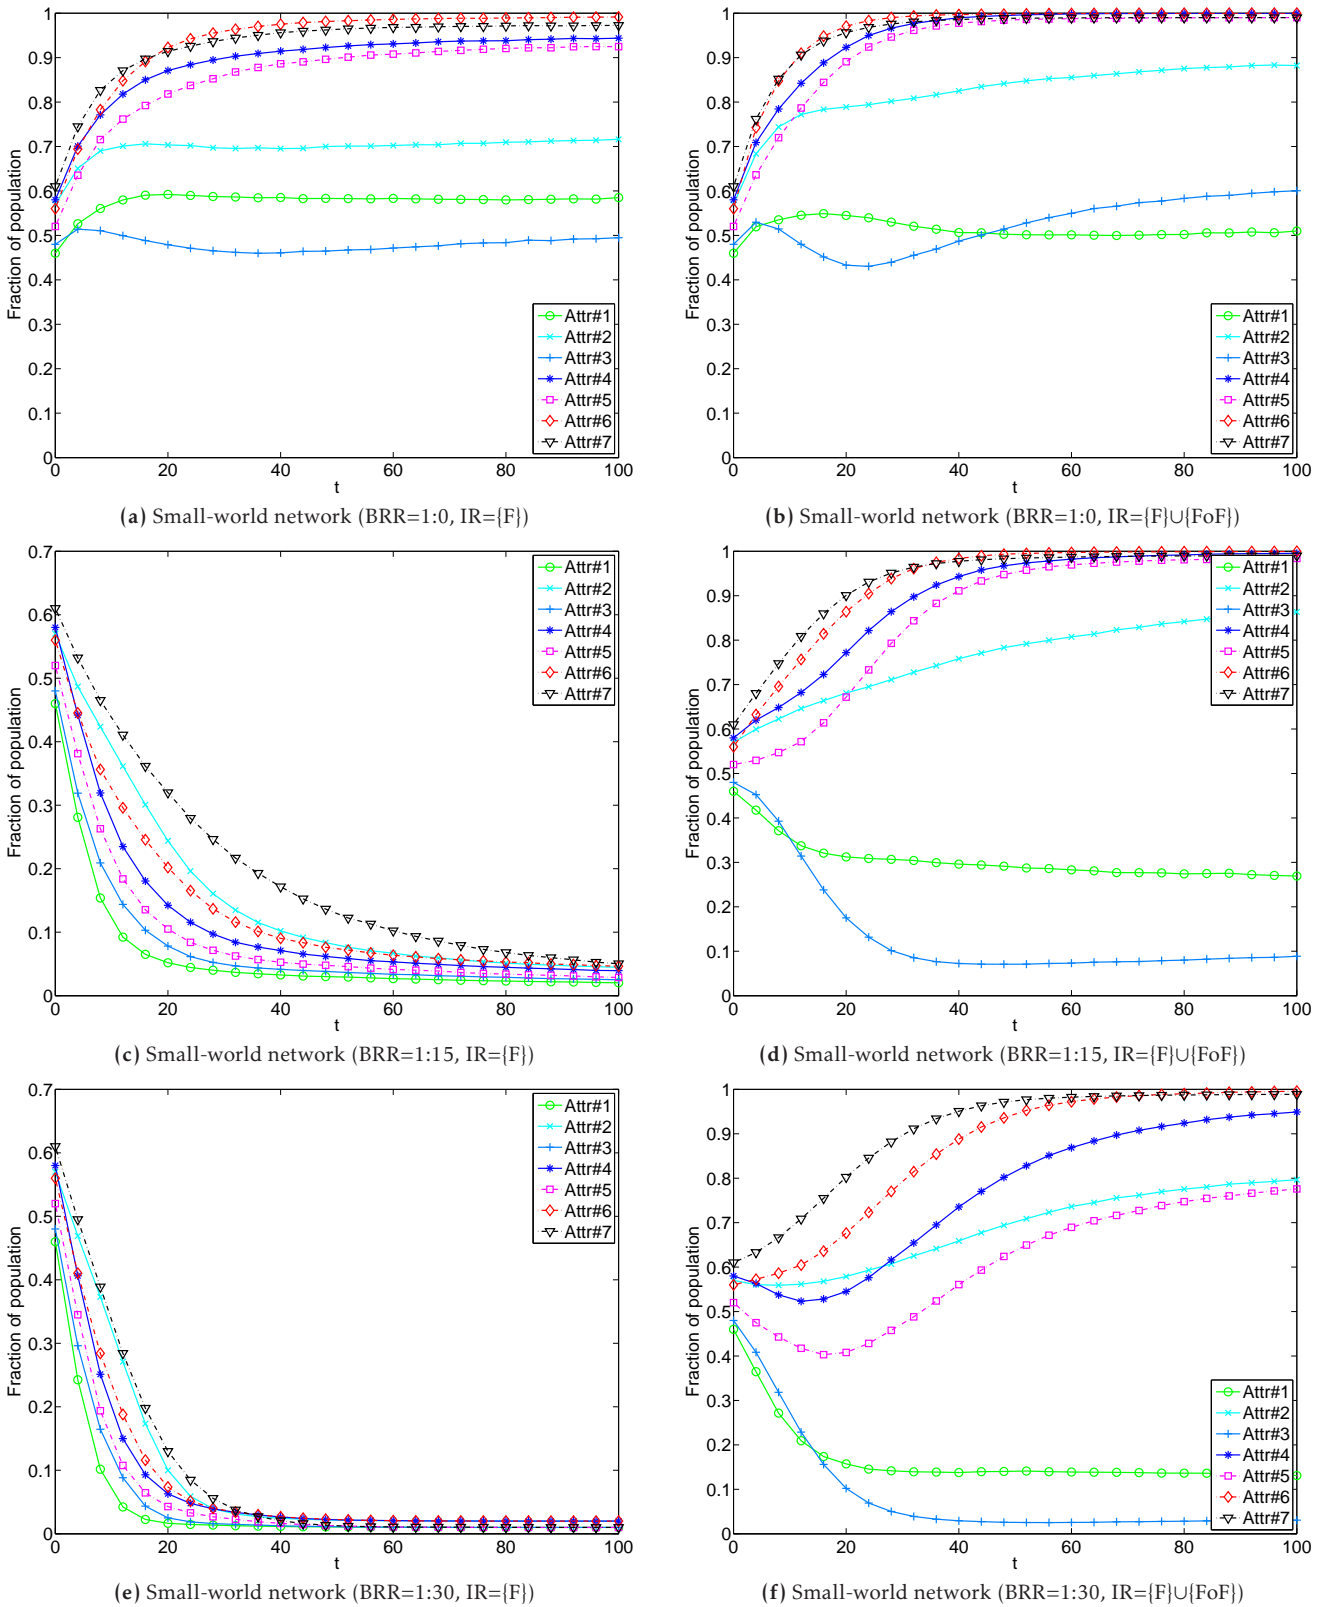 1
0.9
0.8
0.7
0.6
0.5
0.4
0.3
0.2
0.1
0
Fraction of population
0 20 40 60 80 100
t
Attr#1
Attr#2
Attr#3
Attr#4
Attr#5
Attr#6
Attr#7
(a) Small-world network (BRR=1:0, IR={F})
1
0.9
0.8
0.7
0.6
0.5
0.4
0.3
0.2
0.1
0
Fraction of population
0 20 40 60 80 100
t
Attr#1
Attr#2
Attr#3
Attr#4
Attr#5
Attr#6
Attr#7
(b) Small-world network (BRR=1:0, IR={F}∪{FoF})
0.7
0.6
0.5
0.4
0.3
0.2
0.1
0
Fraction of population
0 20 40 60 80 100
t
Attr#1
Attr#2
Attr#3
Attr#4
Attr#5
Attr#6
Attr#7
(c) Small-world network (BRR=1:15, IR={F})
1
0.9
0.8
0.7
0.6
0.5
0.4
0.3
0.2
0.1
0
Fraction of population
0 20 40 60 80 100
t
Attr#1
Attr#2
Attr#3
Attr#4
Attr#5
Attr#6
Attr#7
(d) Small-world network (BRR=1:15, IR={F}∪{FoF})
0.7
0.6
0.5
0.4
0.3
0.2
0.1
0
Fraction of population
0 20 40 60 80 100
t
Attr#1
Attr#2
Attr#3
Attr#4
Attr#5
Attr#6
Attr#7
(e) Small-world network (BRR=1:30, IR={F})
1
0.9
0.8
0.7
0.6
0.5
0.4
0.3
0.2
0.1
0
Fraction of population
0 20 40 60 80 100
t
Attr#1
Attr#2
Attr#3
Attr#4
Attr#5
Attr#6
Attr#7
(f) Small-world network (BRR=1:30, IR={F}∪{FoF})